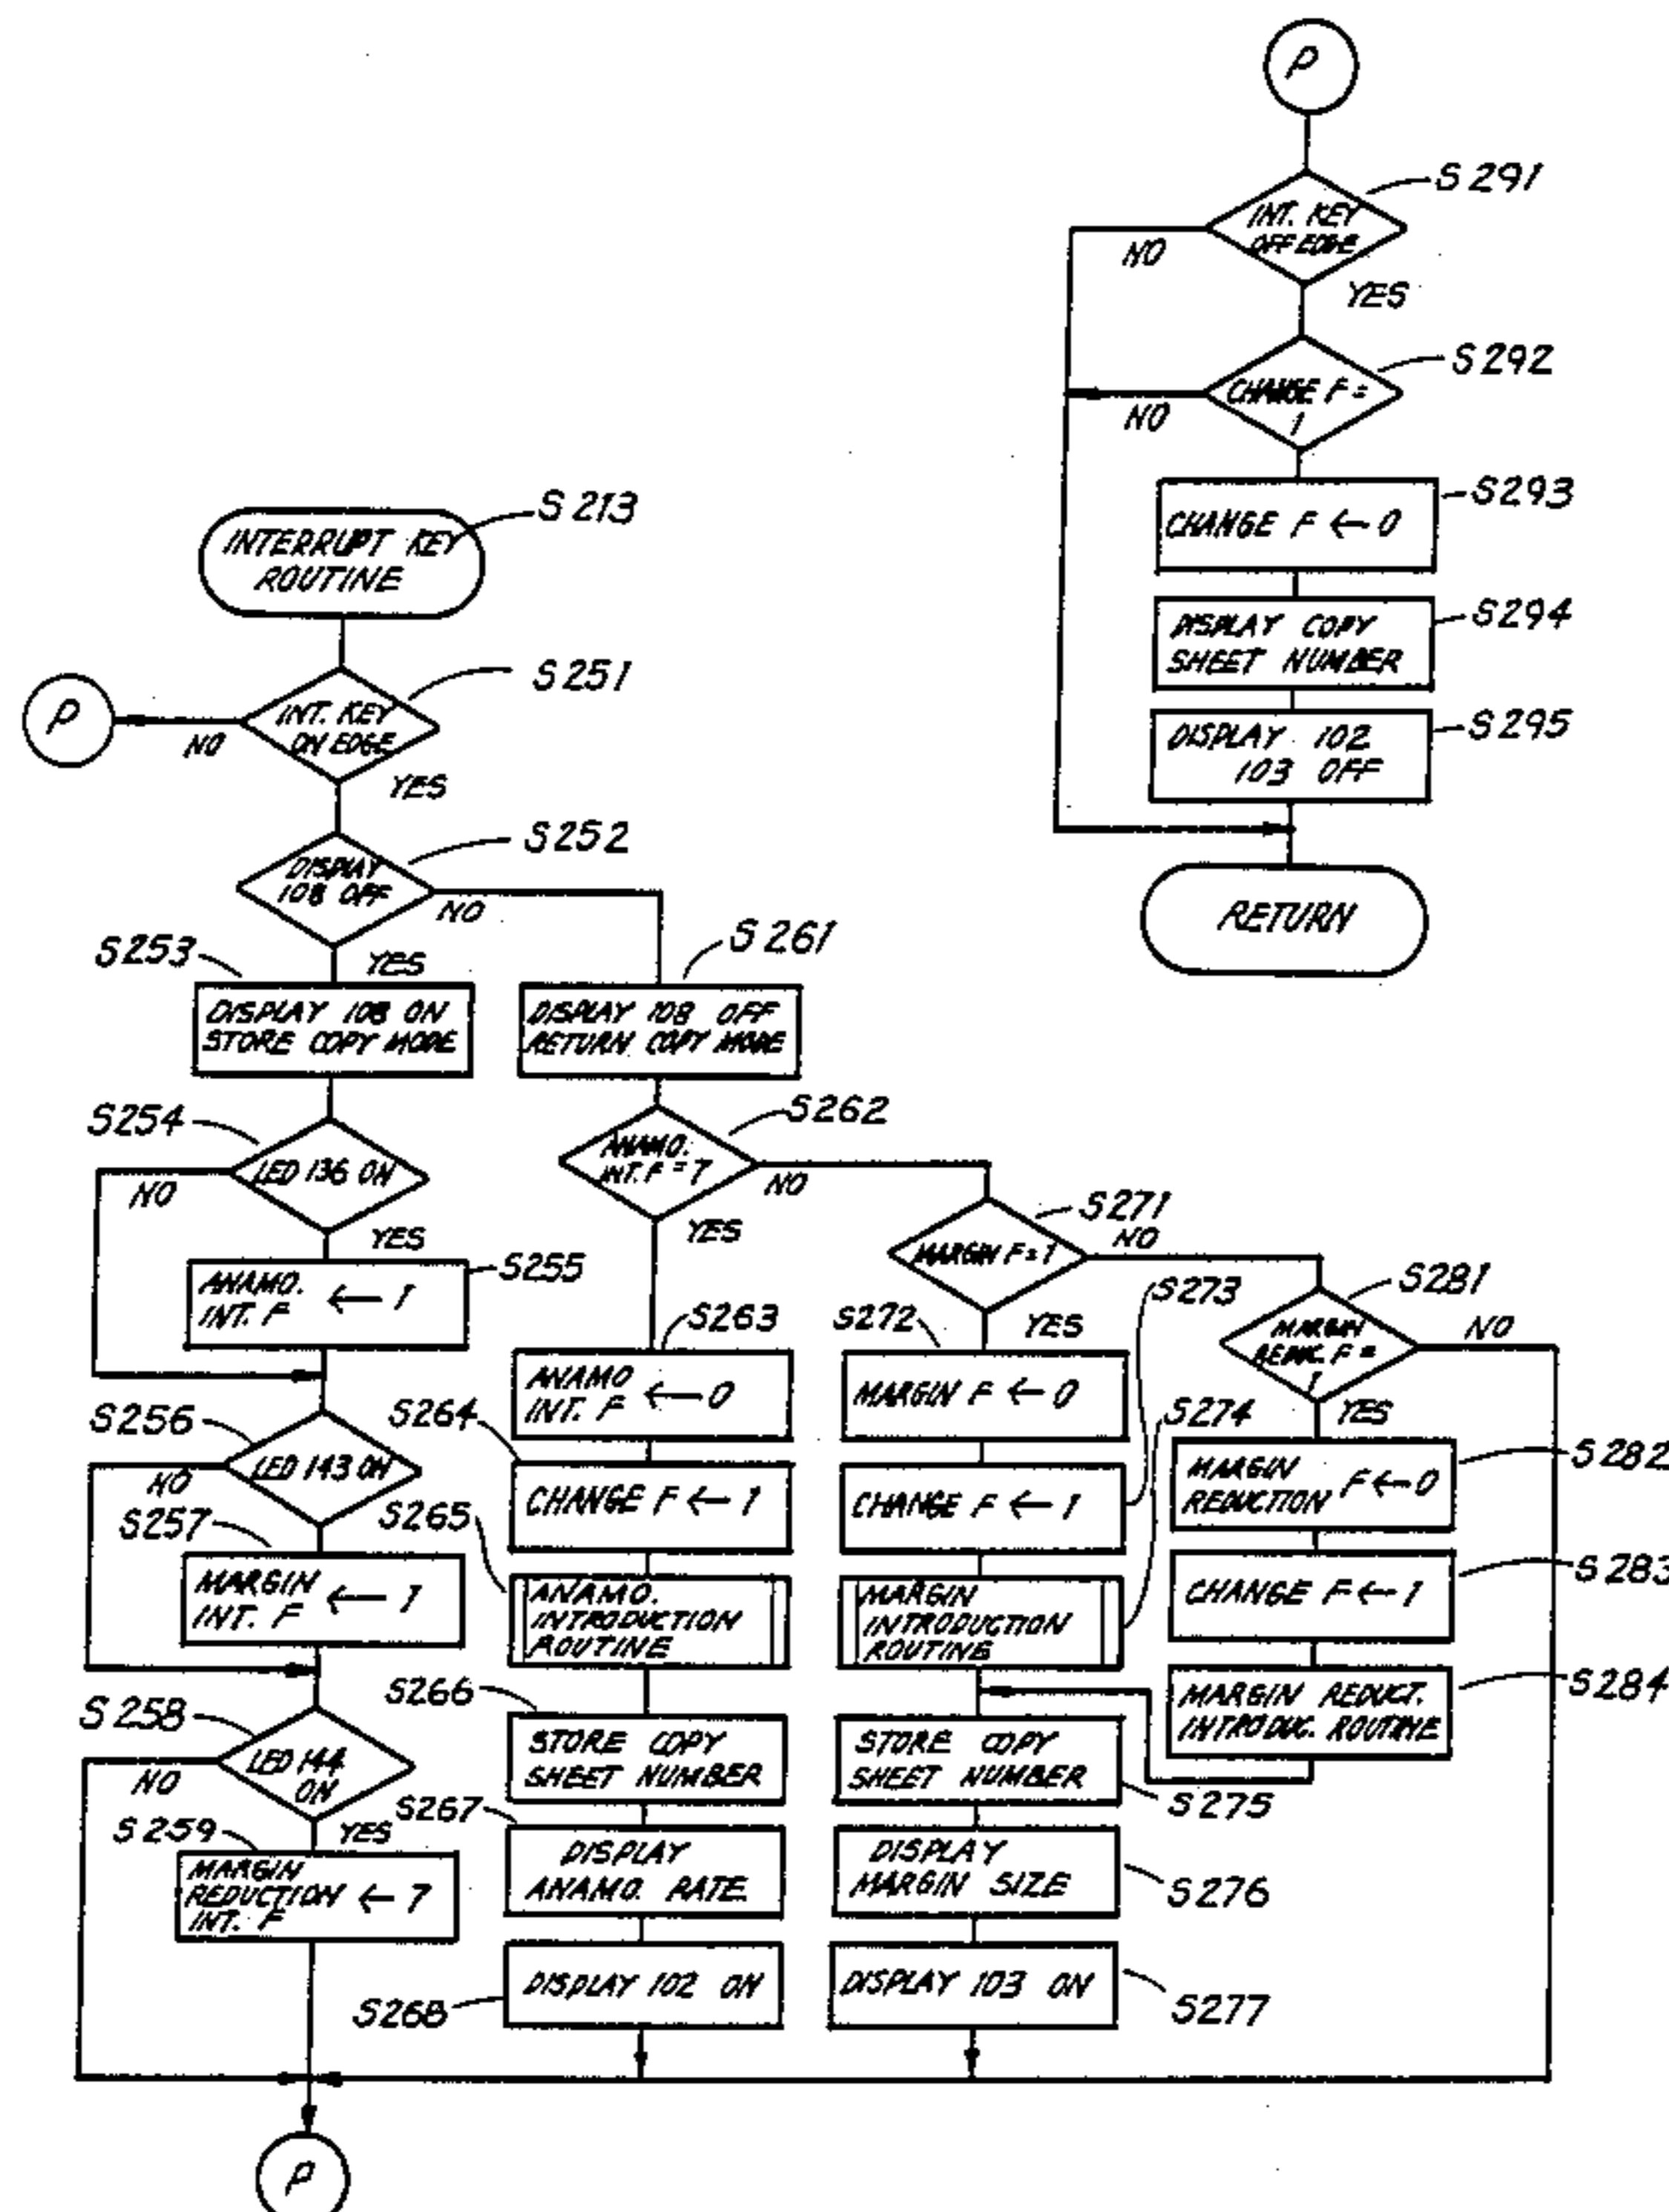 P
S291
INT. KEY
OFF EDGE
NO
YES
S292
CHANGE F =
1
NO
S293
CHANGE F ← 0
S294
DISPLAY COPY
SHEET NUMBER
S295
DISPLAY 102
103 OFF
RETURN
S213
INTERRUPT KEY
ROUTINE
S251
INT. KEY
ON EDGE
NO
P
YES
S252
DISPLAY
108 OFF
NO
YES
S253
DISPLAY 108 ON
STORE COPY MODE
S254
LED 136 ON
NO
YES
S255
ANAMO.
INT. F ← 1
S256
LED 143 ON
NO
S257
MARGIN
INT. F ← 1
S258
LED 144
ON
NO
YES
S259
MARGIN
REDUCTION ← 7
INT. F
P
S261
DISPLAY 108 OFF
RETURN COPY MODE
S262
ANAMO.
INT. F = 7
NO
YES
S263
ANAMO
INT. F ← 0
S264
CHANGE F ← 1
S265
ANAMO.
INTRODUCTION
ROUTINE
S266
STORE COPY
SHEET NUMBER
S267
DISPLAY
ANAMO. RATE.
S268
DISPLAY 102 ON
S271
MARGIN F = 1
NO
YES
S272
MARGIN F ← 0
S273
CHANGE F ← 1
S274
MARGIN
INTRODUCTION
ROUTINE
S275
STORE COPY
SHEET NUMBER
S276
DISPLAY
MARGIN SIZE
S277
DISPLAY 103 ON
S281
MARGIN
REDUC. F =
1
NO
YES
S282
MARGIN
REDUCTION F ← 0
S283
CHANGE F ← 1
S284
MARGIN REDUCT.
INTRODUC. ROUTINE